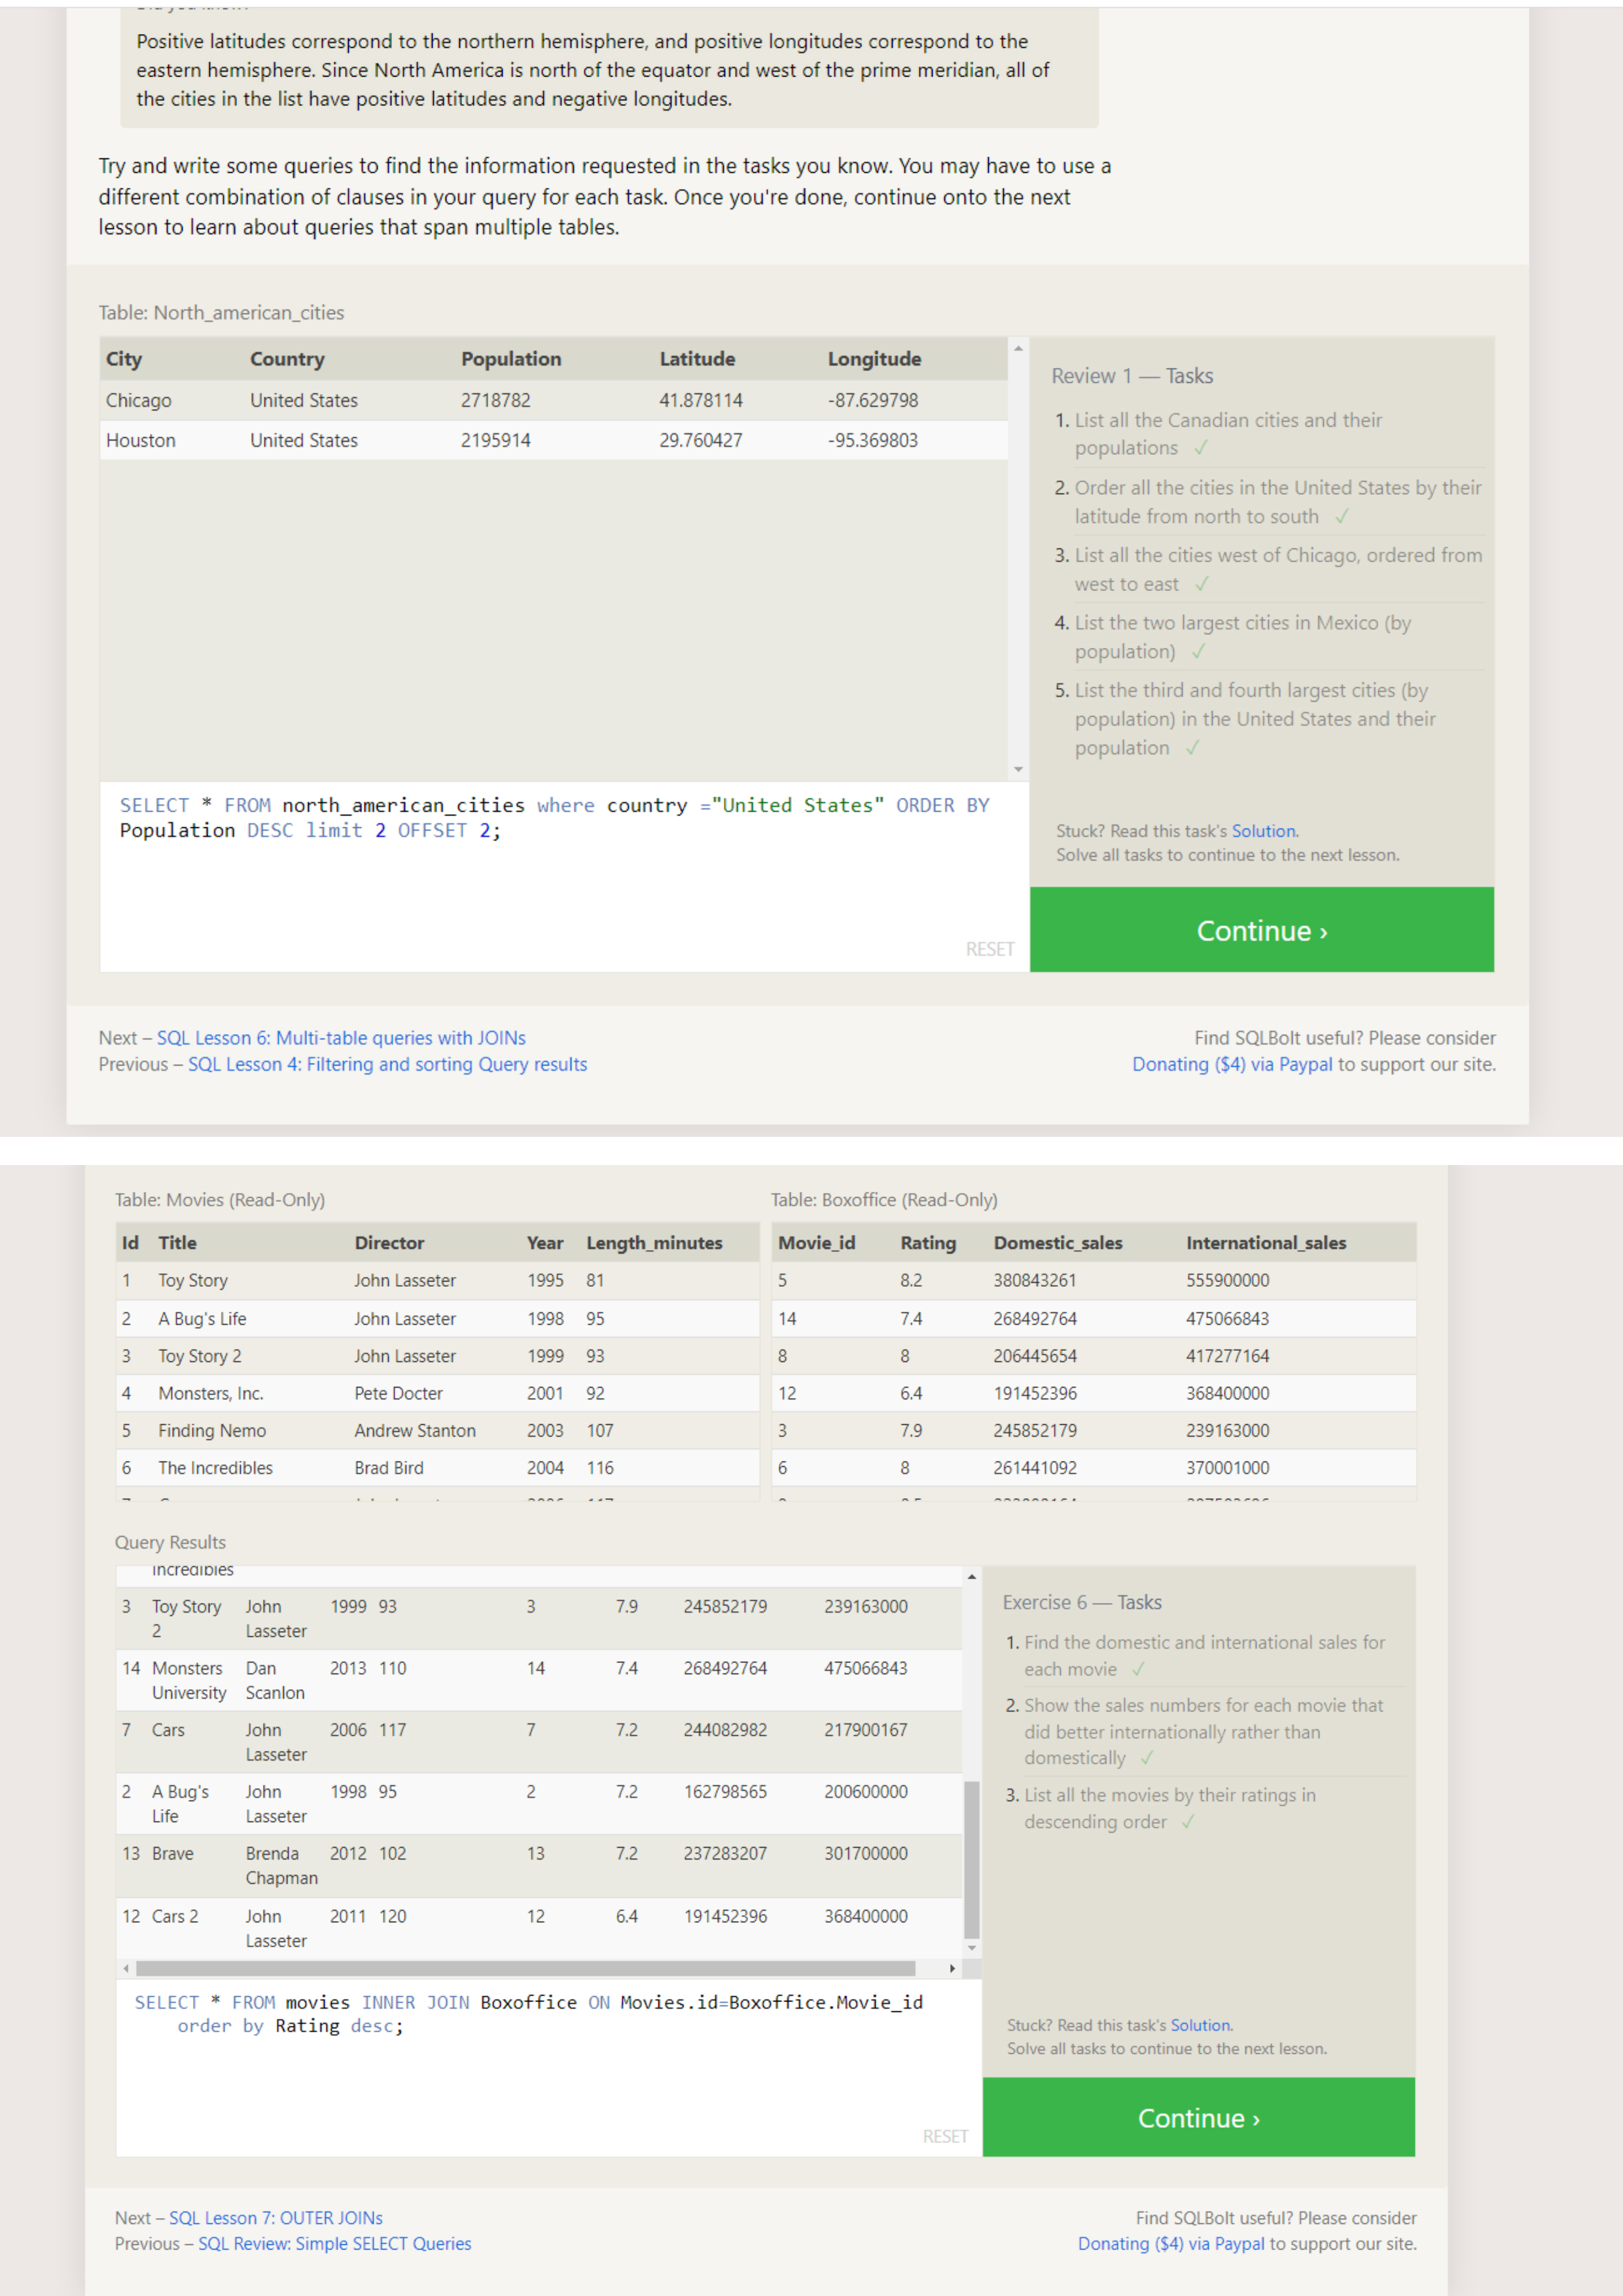 Positive latitudes correspond to the northern hemisphere, and positive longitudes correspond to the
eastern hemisphere. Since North America is north of the equator and west of the prime meridian, all of
the cities in the list have positive latitudes and negative longitudes.
Try and write some queries to find the information requested in the tasks you know. You may have to use a
different combination of clauses in your query for each task. Once you're done, continue onto the next
lesson to learn about queries that span multiple tables.
Table: North_american_cities
City Country Population Latitude Longitude
Chicago United States 2718782 41.878114 -87.629798
Houston United States 2195914 29.760427 -95.369803
SELECT * FROM north_american_cities where country ="United States" ORDER BY
Population DESC limit 2 OFFSET 2;
RESET
Review 1 — Tasks
1. List all the Canadian cities and their
populations ✓
2. Order all the cities in the United States by their
latitude from north to south ✓
3. List all the cities west of Chicago, ordered from
west to east ✓
4. List the two largest cities in Mexico (by
population) ✓
5. List the third and fourth largest cities (by
population) in the United States and their
population ✓
Stuck? Read this task's Solution.
Solve all tasks to continue to the next lesson.
Continue ›
Next – SQL Lesson 6: Multi-table queries with JOINs
Previous – SQL Lesson 4: Filtering and sorting Query results
Find SQLBolt useful? Please consider
Donating ($4) via Paypal to support our site.
Table: Movies (Read-Only)
Id Title Director Year Length_minutes
1 Toy Story John Lasseter 1995 81
2 A Bug's Life John Lasseter 1998 95
3 Toy Story 2 John Lasseter 1999 93
4 Monsters, Inc. Pete Docter 2001 92
5 Finding Nemo Andrew Stanton 2003 107
6 The Incredibles Brad Bird 2004 116
Table: Boxoffice (Read-Only)
Movie_id Rating Domestic_sales International_sales
5 8.2 380843261 555900000
14 7.4 268492764 475066843
8 8 206445654 417277164
12 6.4 191452396 368400000
3 7.9 245852179 239163000
6 8 261441092 370001000
Query Results
Incredibles
3 Toy Story John 1999 93 3 7.9 245852179 239163000
2 Lasseter
14 Monsters Dan 2013 110 14 7.4 268492764 475066843
University Scanlon
7 Cars John 2006 117 7 7.2 244082982 217900167
Lasseter
2 A Bug's John 1998 95 2 7.2 162798565 200600000
Life Lasseter
13 Brave Brenda 2012 102 13 7.2 237283207 301700000
Chapman
12 Cars 2 John 2011 120 12 6.4 191452396 368400000
Lasseter
SELECT * FROM movies INNER JOIN Boxoffice ON Movies.id=Boxoffice.Movie_id
order by Rating desc;
RESET
Exercise 6 — Tasks
1. Find the domestic and international sales for
each movie ✓
2. Show the sales numbers for each movie that
did better internationally rather than
domestically ✓
3. List all the movies by their ratings in
descending order ✓
Stuck? Read this task's Solution.
Solve all tasks to continue to the next lesson.
Continue ›
Next – SQL Lesson 7: OUTER JOINs
Previous – SQL Review: Simple SELECT Queries
Find SQLBolt useful? Please consider
Donating ($4) via Paypal to support our site.